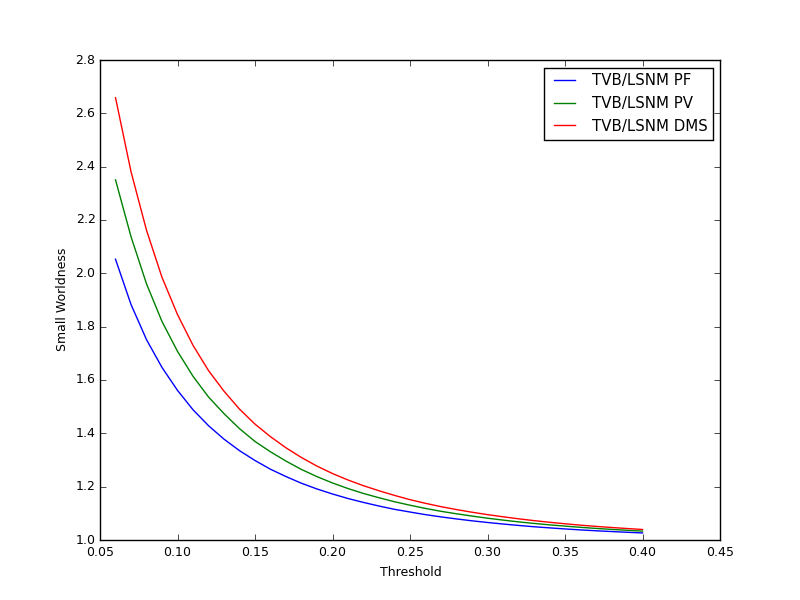 2.8
2.6
2.4
2.2
2.0
1.8
1.6
1.4
1.2
1.0
Small Worldness
TVB/LSNM PF
TVB/LSNM PV
TVB/LSNM DMS
0.05 0.10 0.15 0.20 0.25 0.30 0.35 0.40 0.45
Threshold